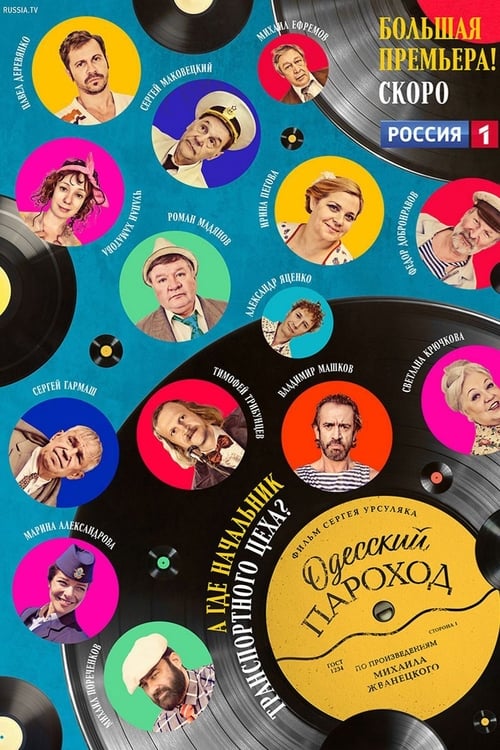 RUSSIA.TV
БОЛЬШАЯ
ПРЕМЬЕРА!
СКОРО
РОССИЯ 1
ПАВЕЛ ДЕРЕВЯНКО
СЕРГЕЙ МАКОВЕЦКИЙ
МИХАИЛ ЕФРЕМОВ
ЧУЛПАН ХАМАТОВА
РОМАН МАДЯНОВ
ИРИНА ПЕГОВА
ФЕДОР ДОБРОНРАВОВ
АЛЕКСАНДР ЯЦЕНКО
СЕРГЕЙ ГАРМАШ
ТИМОФЕЙ ТРИБУНЦЕВ
ВЛАДИМИР МАШКОВ
СВЕТЛАНА КРЮЧКОВА
МАРИНА АЛЕКСАНДРОВА
МИХАИЛ ПОРЕЧЕНКОВ
А ГДЕ НАЧАЛЬНИК
ТРАНСПОРТНОГО ЦЕХА?
ФИЛЬМ СЕРГЕЯ УРСУЛЯКА
ОДЕССКИЙ
ПАРОХОД
СТОРОНА 1
ГОСТ
1234
ПО ПРОИЗВЕДЕНИЯМ
МИХАИЛА
ЖВАНЕЦКОГО